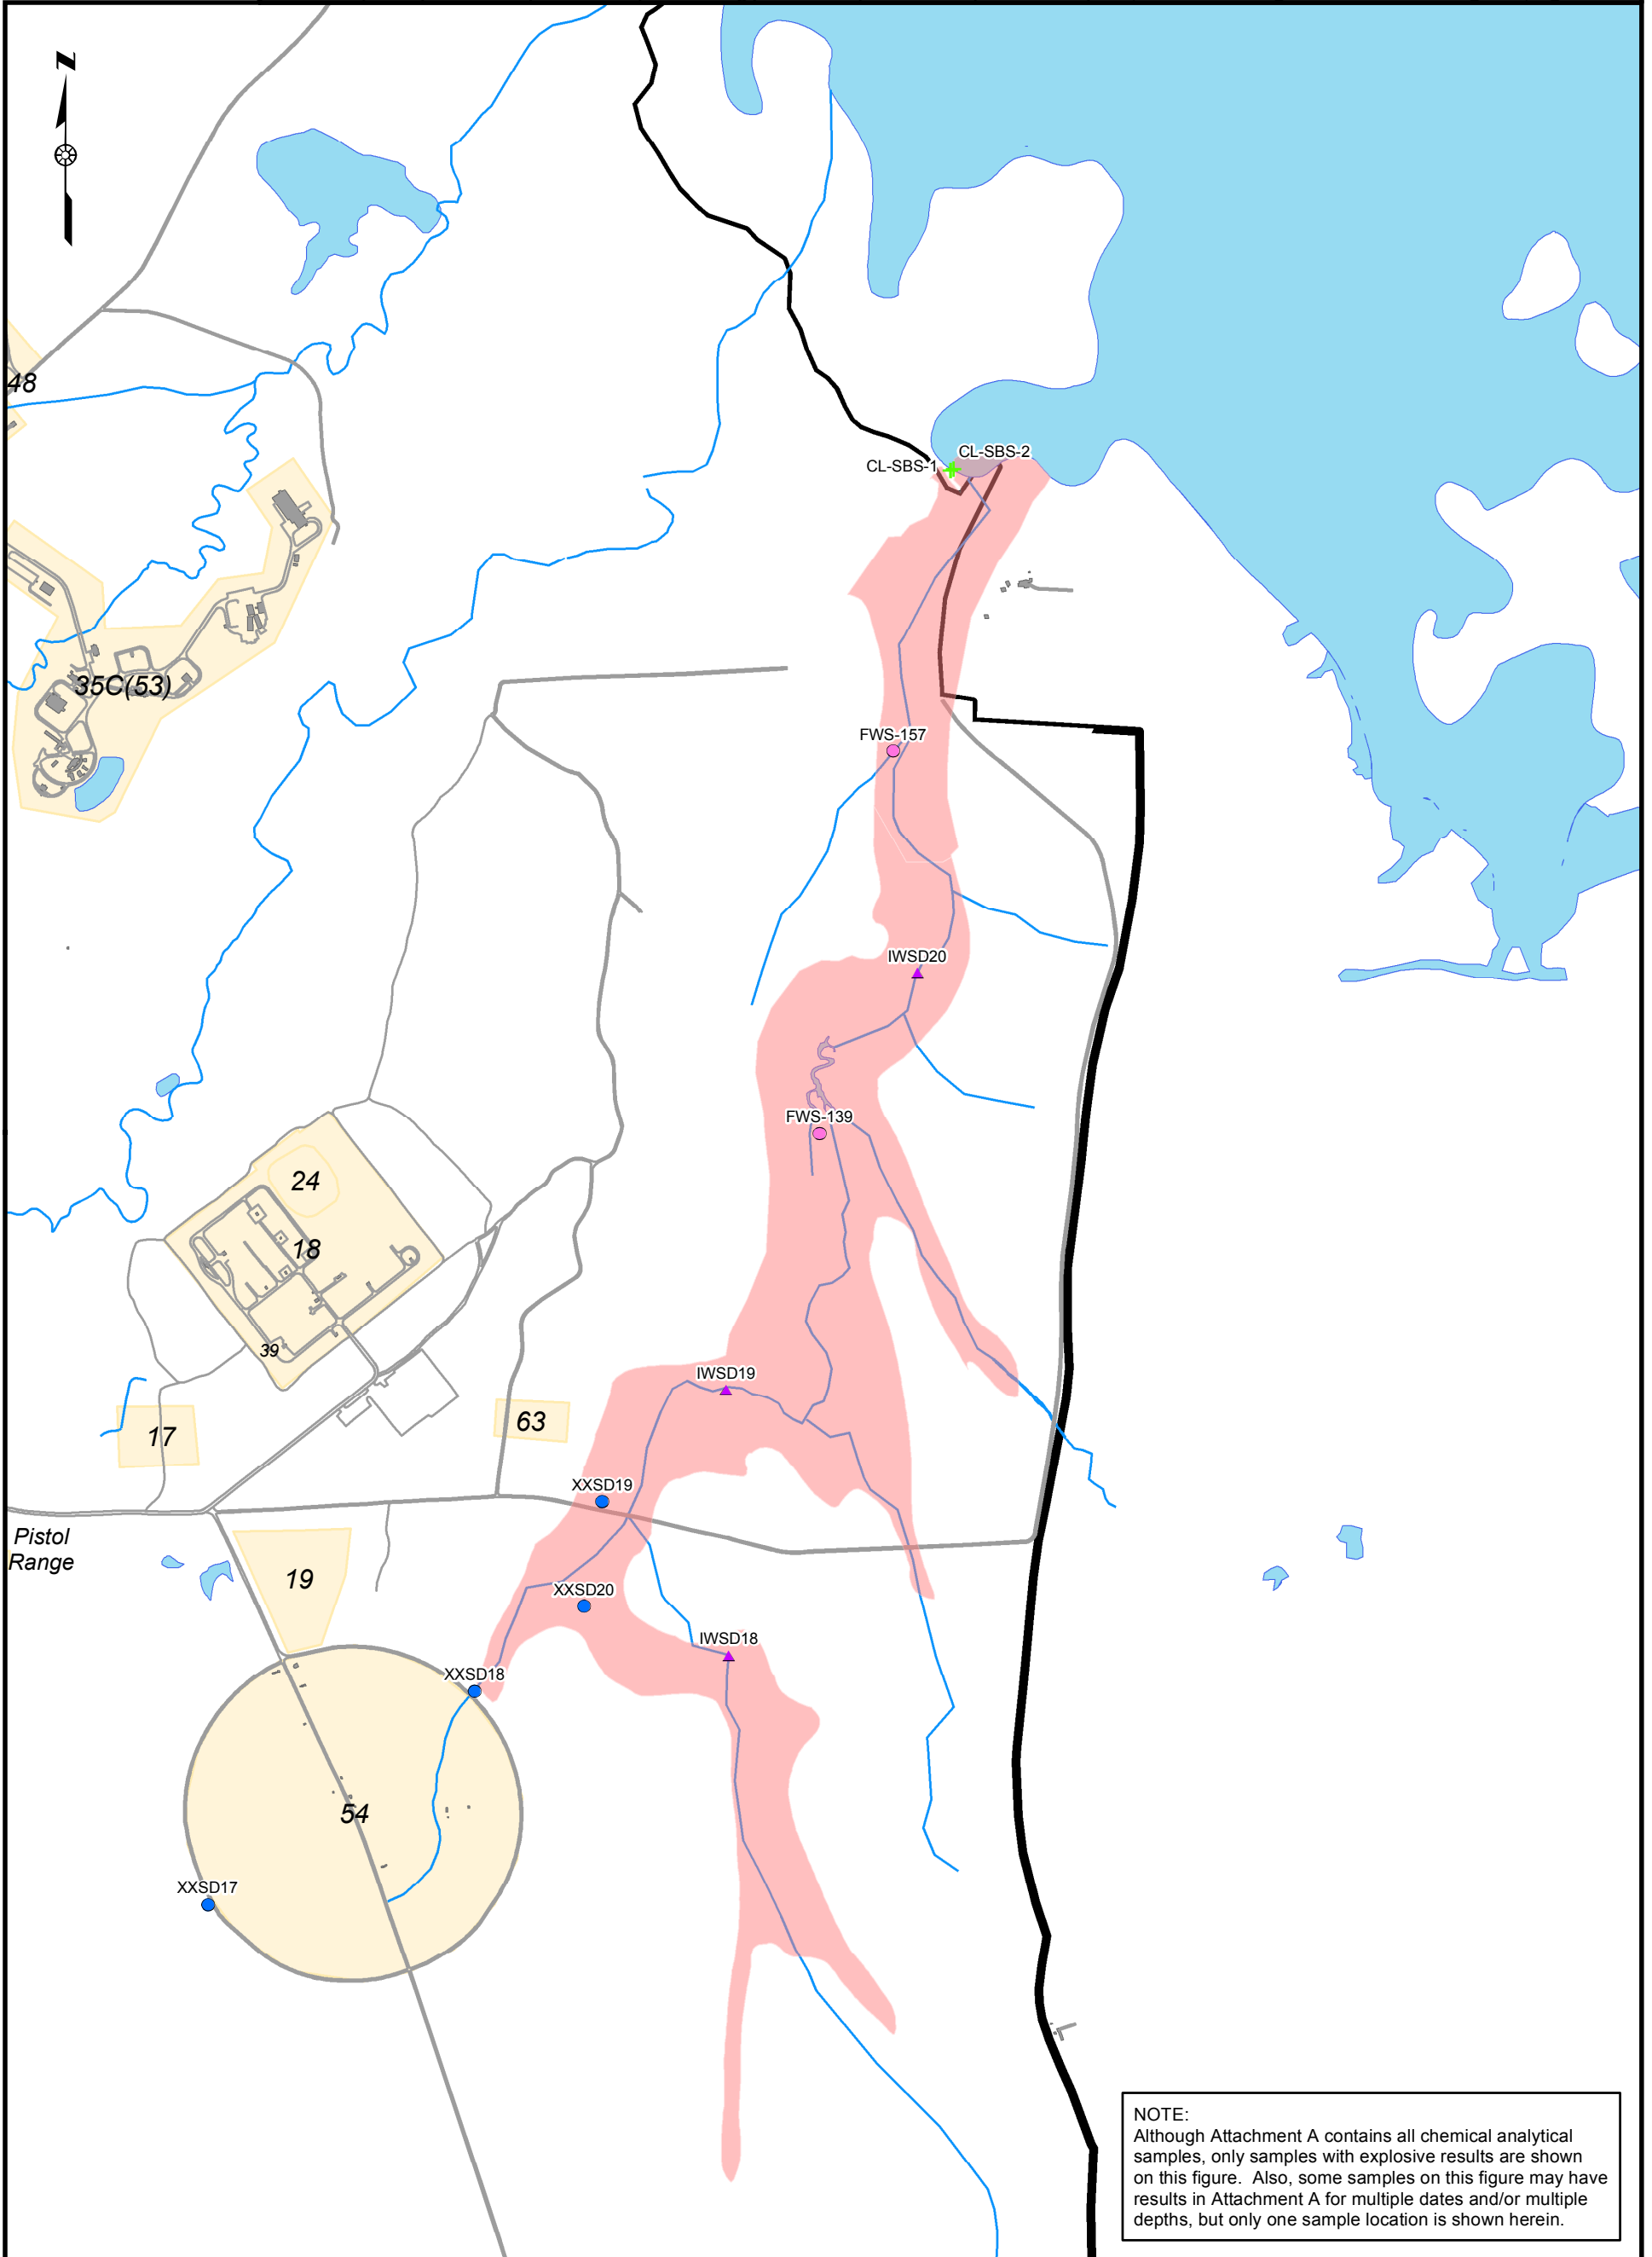 N
48
CL-SBS-2
CL-SBS-1
35C(53)
FWS-157
IWSD20
FWS-139
24
18
39
IWSD19
63
17
XXSD19
Pistol
Range
19
XXSD20
IWSD18
XXSD18
54
XXSD17
NOTE:
Although Attachment A contains all chemical analytical
samples, only samples with explosive results are shown
on this figure.  Also, some samples on this figure may have
results in Attachment A for multiple dates and/or multiple
depths, but only one sample location is shown herein.